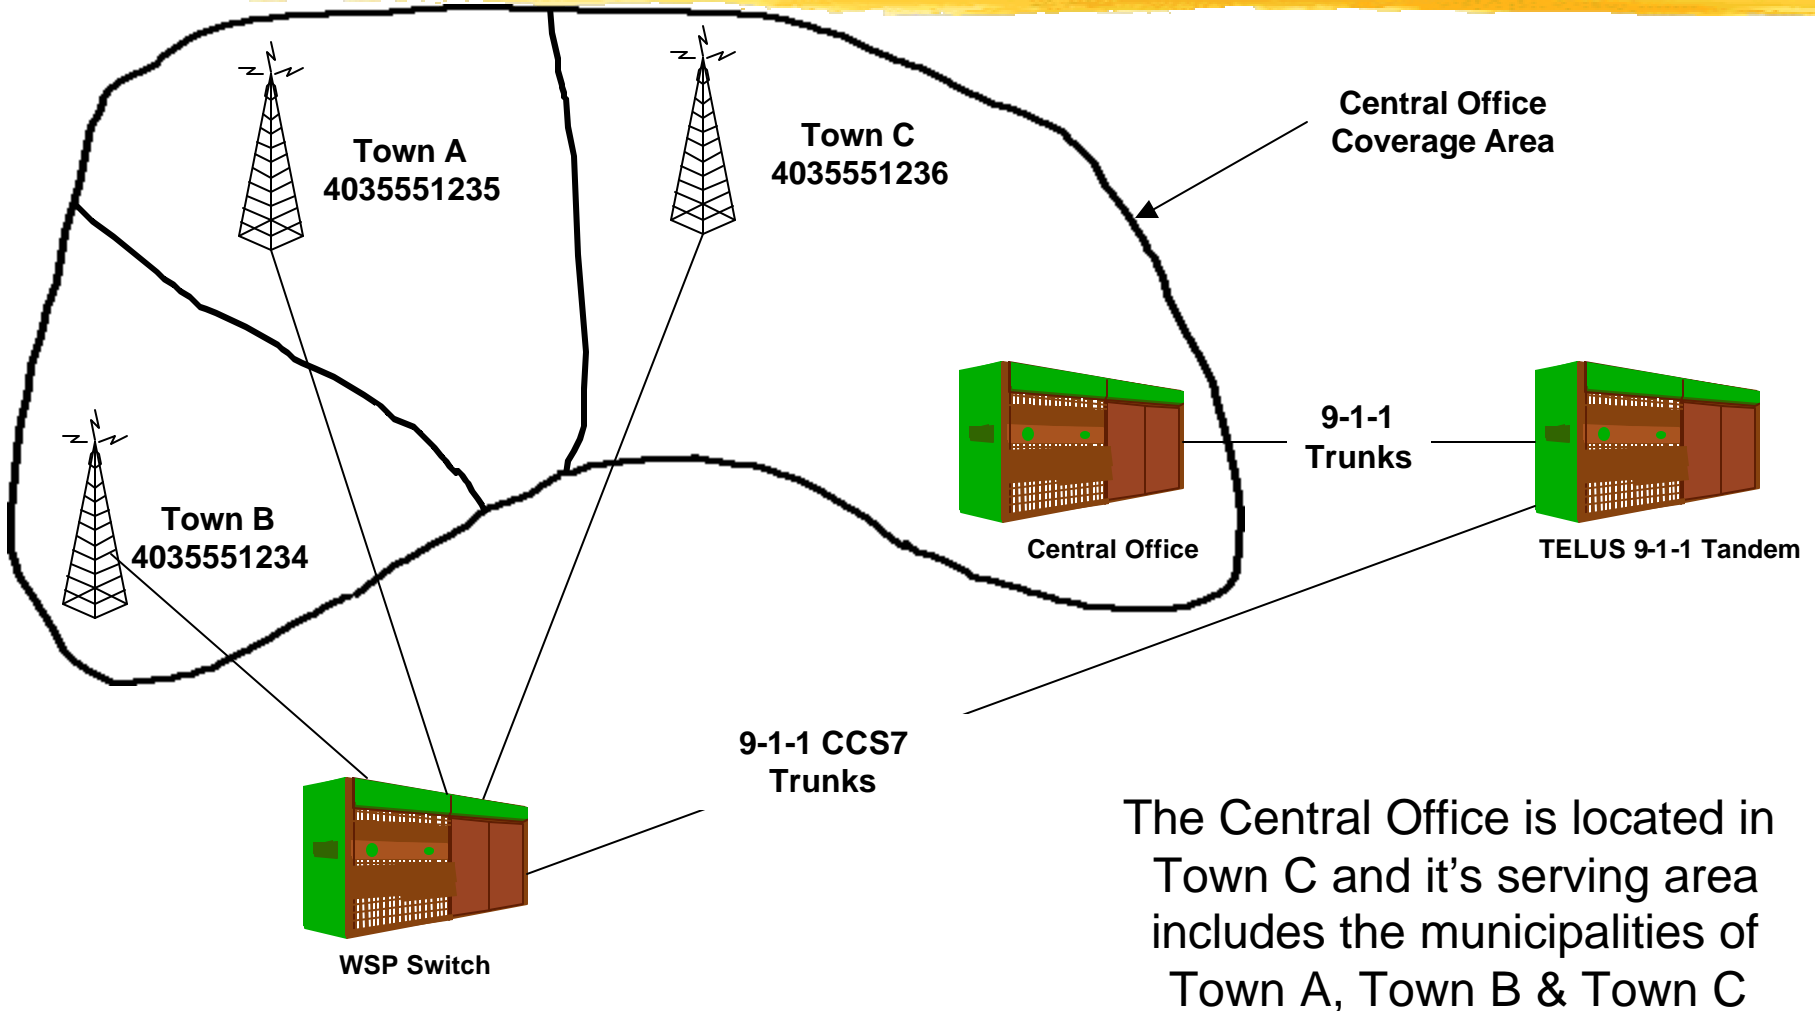 Town A
4035551235
Town C
4035551236
Central Office
Coverage Area
Town B
4035551234
9-1-1
Trunks
Central Office
TELUS 9-1-1 Tandem
9-1-1 CCS7
Trunks
WSP Switch
The Central Office is located in
Town C and it's serving area
includes the municipalities of
Town A, Town B & Town C